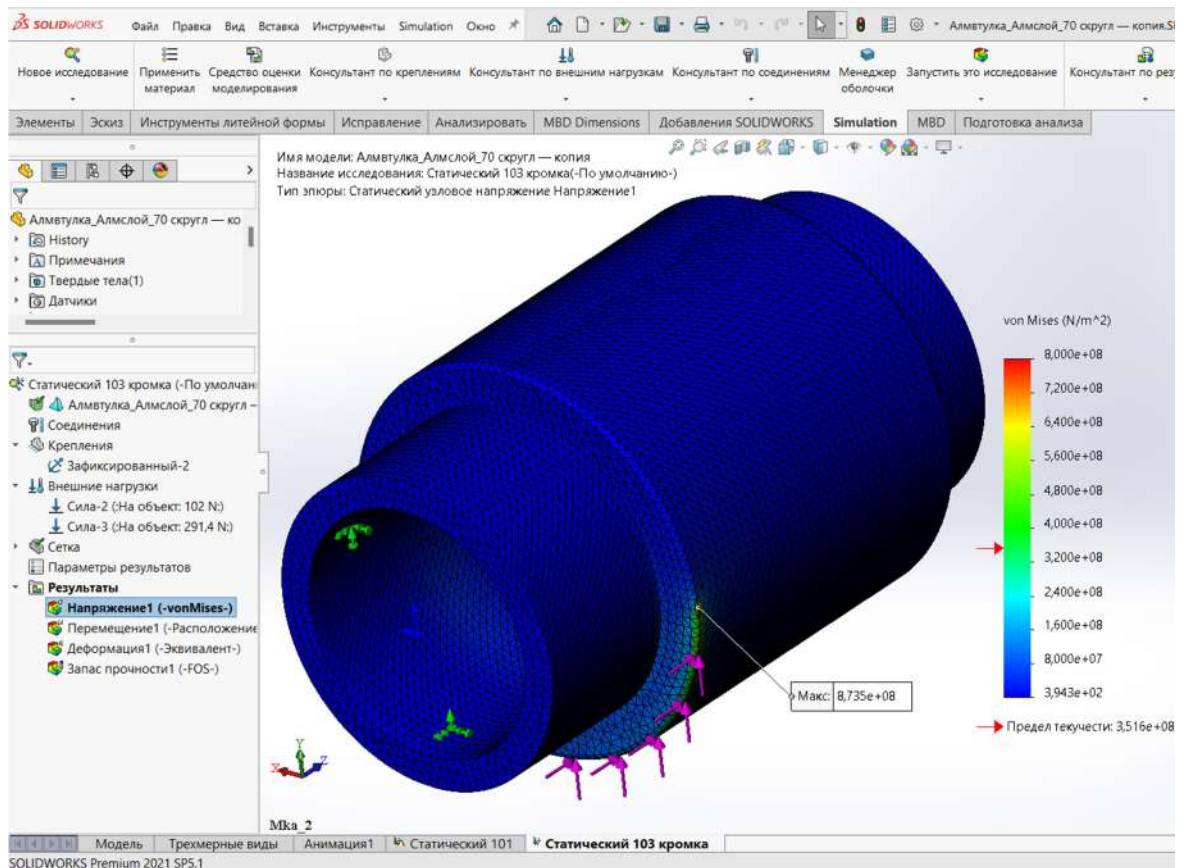 SOLIDWORKS Файл Правка Вид Вставка Инструменты Simulation Окно Алмвтулка_Алмслой_70 скругл — копия.S
Новое исследование Применить материал Средство оценки моделирования Консультант по креплениям Консультант по внешним нагрузкам Консультант по соединениям Менеджер оболочки Запустить это исследование Консультант по рез
Элементы Эскиз Инструменты литейной формы Исправление Анализировать MBD Dimensions Добавления SOLIDWORKS Simulation MBD Подготовка анализа
Имя модели: Алмвтулка_Алмслой_70 скругл — копия
Название исследования: Статический 103 кромка(-По умолчанию-)
Тип эпюры: Статический узловое напряжение Напряжение1
Алмвтулка_Алмслой_70 скругл — ко
History
Примечания
Твердые тела(1)
Датчики
Статический 103 кромка (-По умолчан
Алмвтулка_Алмслой_70 скругл –
Соединения
Крепления
Зафиксированный-2
Внешние нагрузки
Сила-2 (:На объект: 102 N:)
Сила-3 (:На объект: 291,4 N:)
Сетка
Параметры результатов
Результаты
Напряжение1 (-vonMises-)
Перемещение1 (-Расположение
Деформация1 (-Эквивалент-)
Запас прочности1 (-FOS-)
von Mises (N/m^2)
8,000e+08
7,200e+08
6,400e+08
5,600e+08
4,800e+08
4,000e+08
3,200e+08
2,400e+08
1,600e+08
8,000e+07
3,943e+02
Предел текучести: 3,516e+08
Макс: 8,735e+08
Y
X
Z
Mka_2
Модель Трехмерные виды Анимация1 Статический 101 Статический 103 кромка
SOLIDWORKS Premium 2021 SP5.1